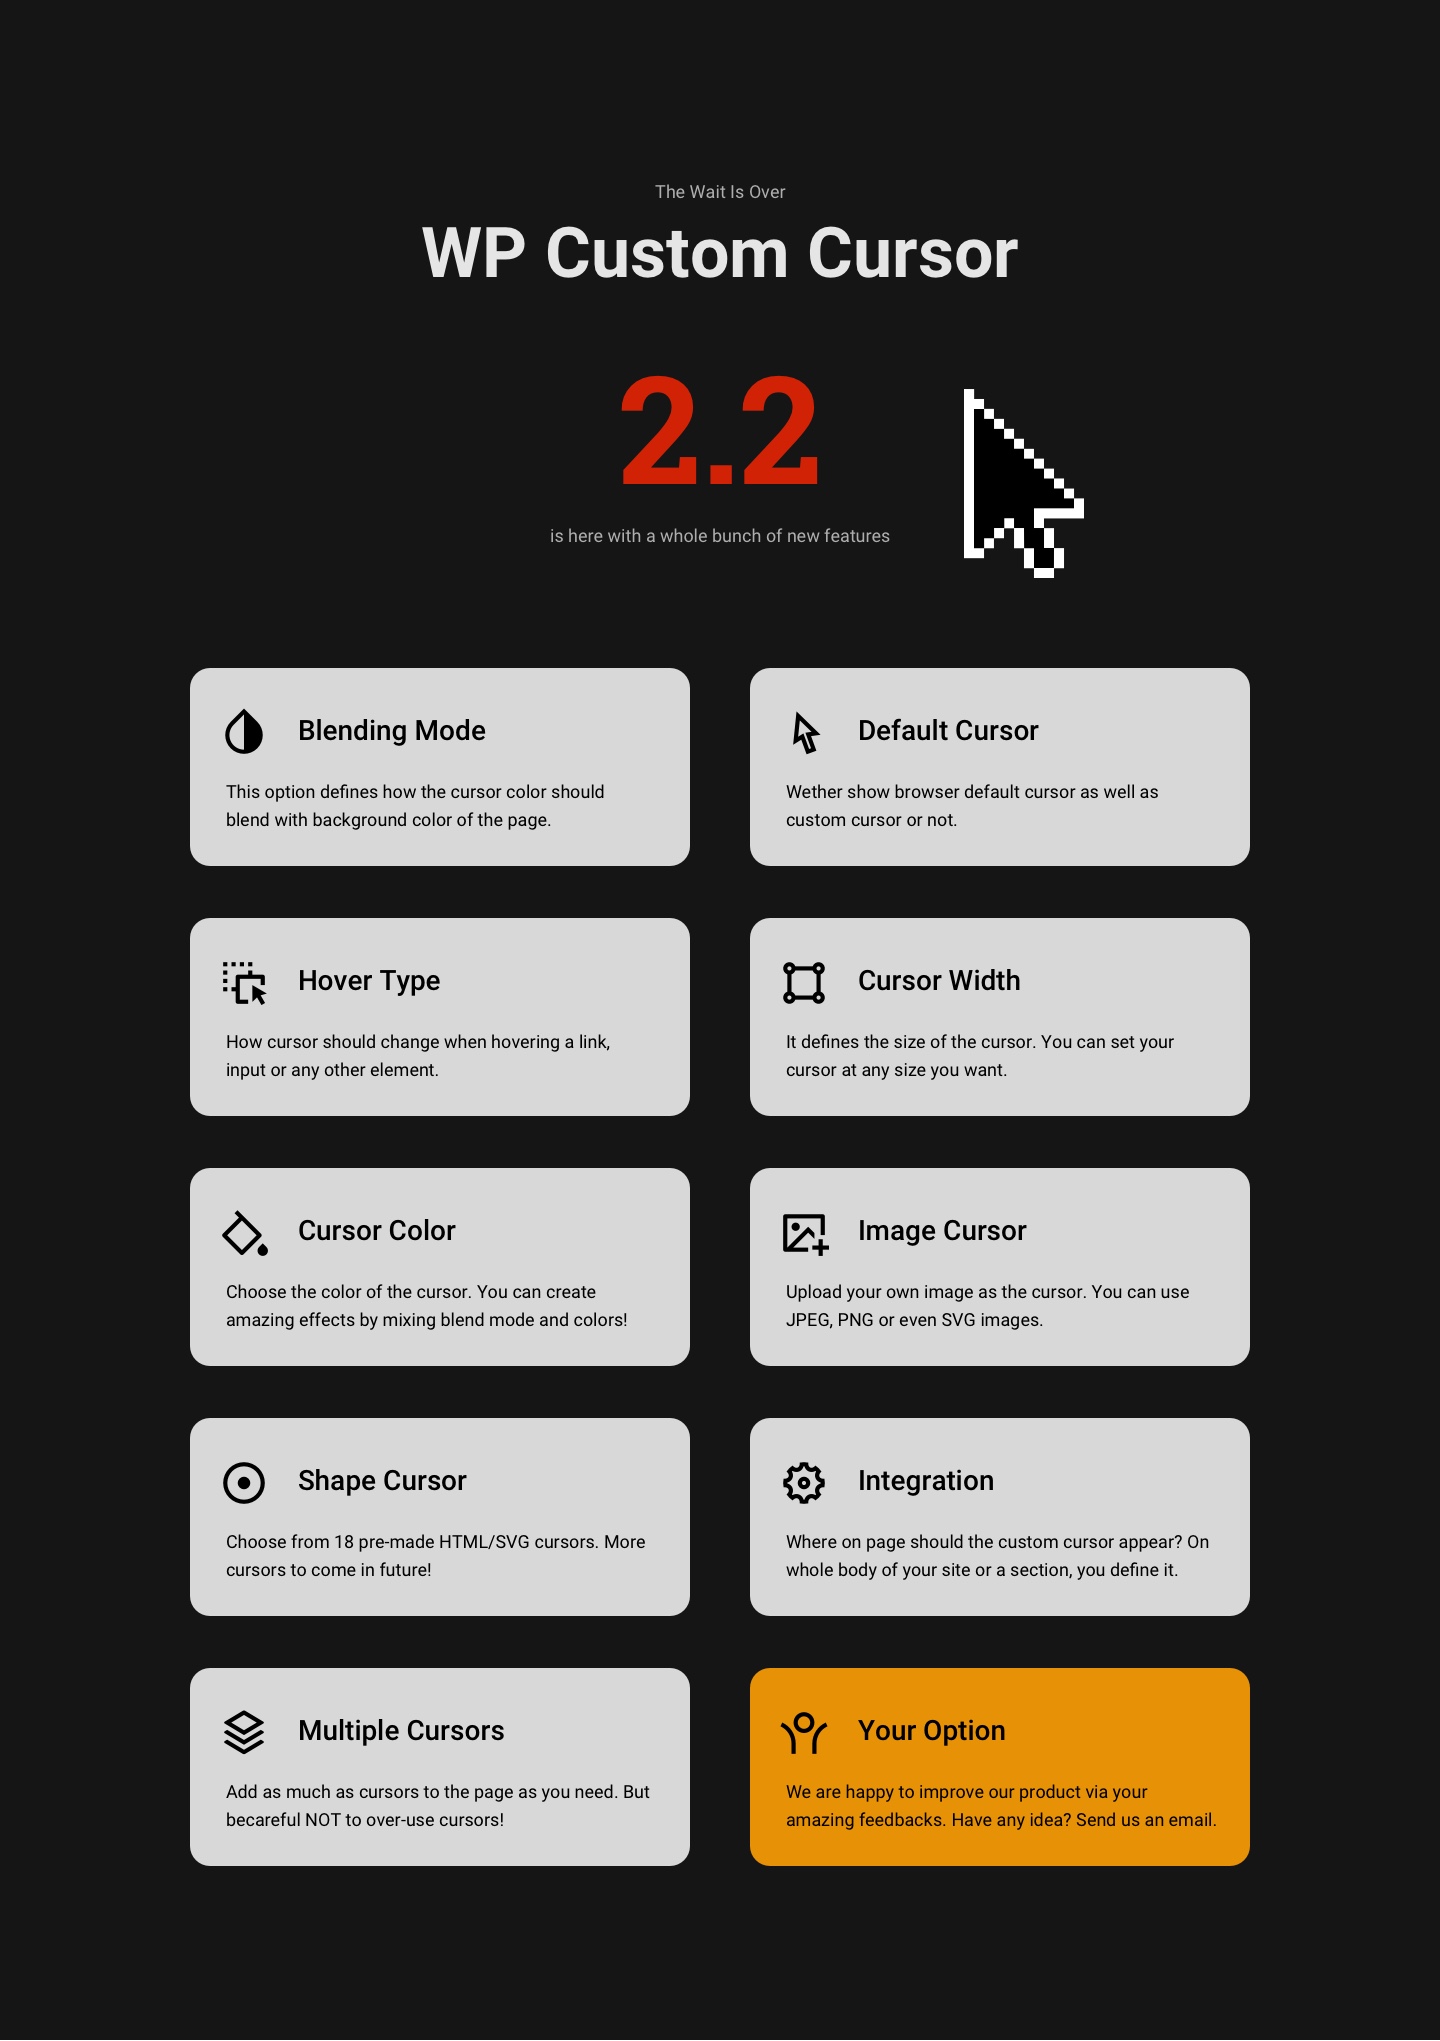 The Wait Is Over
WP Custom Cursor
2.2
is here with a whole bunch of new features
Blending Mode
This option defines how the cursor color should
blend with background color of the page.
Default Cursor
Wether show browser default cursor as well as
custom cursor or not.
Hover Type
How cursor should change when hovering a link,
input or any other element.
Cursor Width
It defines the size of the cursor. You can set your
cursor at any size you want.
Cursor Color
Choose the color of the cursor. You can create
amazing effects by mixing blend mode and colors!
Image Cursor
Upload your own image as the cursor. You can use
JPEG, PNG or even SVG images.
Shape Cursor
Choose from 18 pre-made HTML/SVG cursors. More
cursors to come in future!
Integration
Where on page should the custom cursor appear? On
whole body of your site or a section, you define it.
Multiple Cursors
Add as much as cursors to the page as you need. But
becareful NOT to over-use cursors!
Your Option
We are happy to improve our product via your
amazing feedbacks. Have any idea? Send us an email.